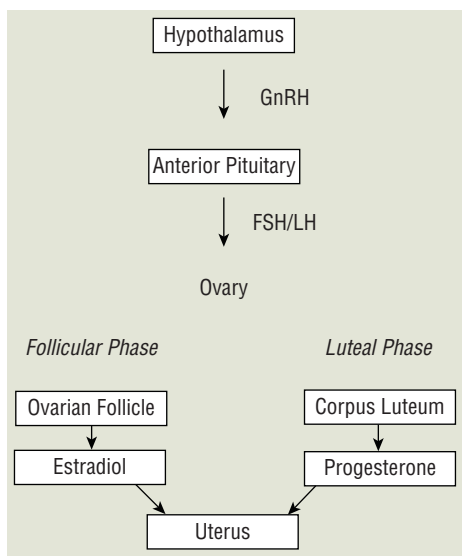 Hypothalamus
GnRH
Anterior Pituitary
FSH/LH
Ovary
Follicular Phase
Luteal Phase
Ovarian Follicle
Corpus Luteum
Estradiol
Progesterone
Uterus